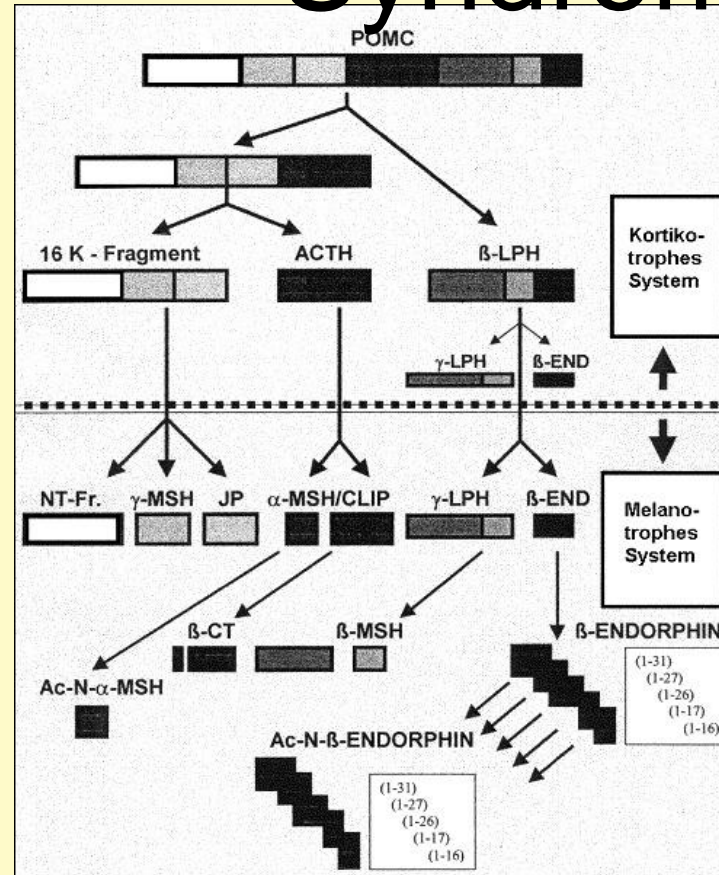 Syndrom
POMC
16 K - Fragment
ACTH
ß-LPH
Kortiko-
trophes
System
γ-LPH
ß-END
NT-Fr.
γ-MSH
JP
α-MSH/CLIP
γ-LPH
ß-END
Melano-
trophes
System
ß-CT
ß-MSH
ß-ENDORPHIN
(1-31)
(1-27)
(1-26)
(1-17)
(1-16)
Ac-N-α-MSH
Ac-N-ß-ENDORPHIN
(1-31)
(1-27)
(1-26)
(1-17)
(1-16)